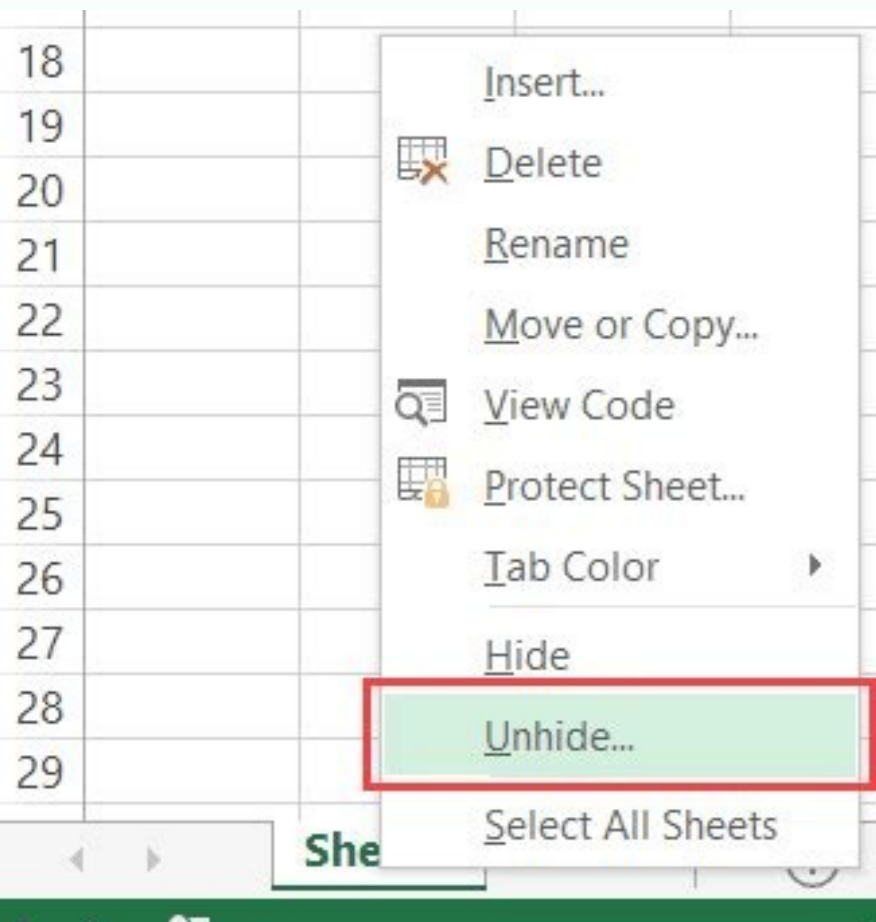 18
Insert...
19
Delete
20
Rename
21
22
Move or Copy...
23
View Code
24
Protect Sheet...
25
26
Tab Color
27
Hide
28
Unhide...
29
Select All Sheets
She